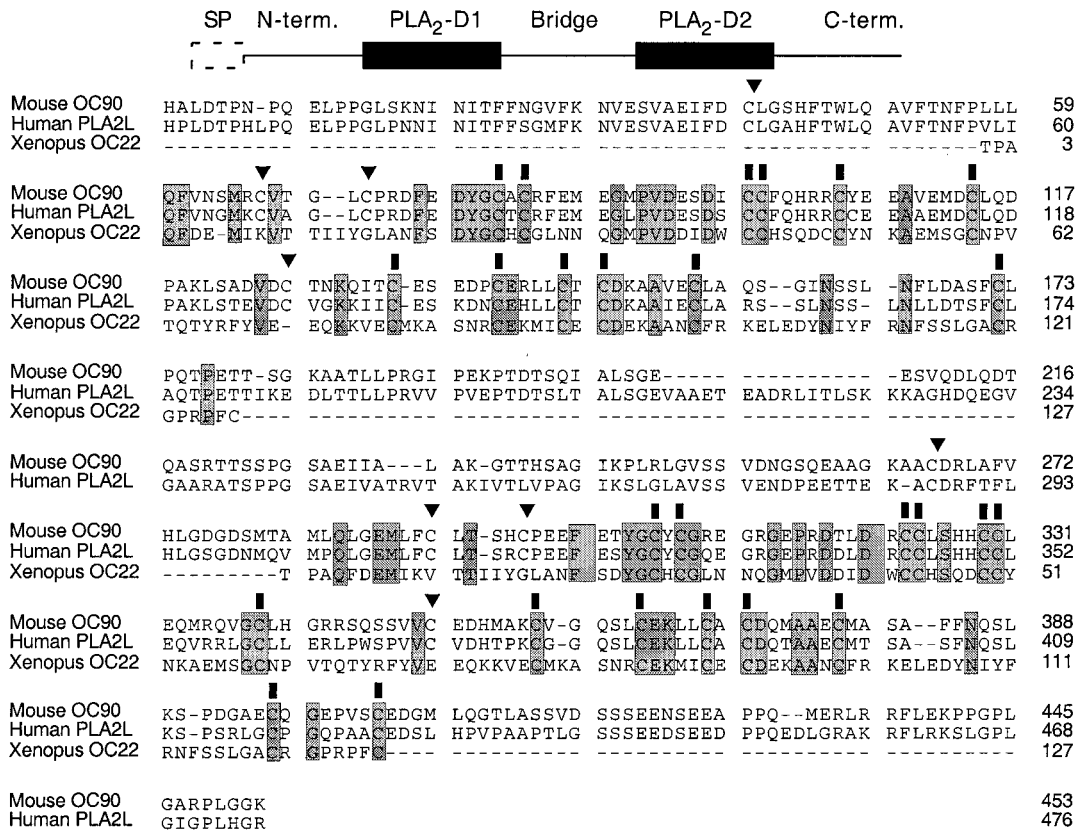 SP N-term. PLA2-D1 Bridge PLA2-D2 C-term.
Mouse OC90 HALDTPN-PQ ELPPGLSKNI NITFFNGVFK NVESVAEIFD CLGSHFTWLQ AVFTNFPLLL 59
Human PLA2L HPLDTPHLPQ ELPPGLPNNI NITFFSGMFK NVESVAEIFD CLGAHFTWLQ AVFTNFPVLI 60
Xenopus OC22 ---------- ---------- ---------- ---------- ---------- -------TPA 3
Mouse OC90 QFVNSMRCVT G--LCPRDFE DYGCACRFEM EGMPVDESDI CCFQHRRCYE EAVEMDCLQD 117
Human PLA2L QFVNGMKCVA G--LCPRDFE DYGCTCRFEM EGLPVDESDI CCFQHRRCCE EAAEMDCLQD 118
Xenopus OC22 QFDE-MIKVT TIIYGLANFS DYGCHCGLNN QGMPVDDIDW CCHSQDCCYN KAEMSGCNPV 62
Mouse OC90 PAKLSADVDC TNKQITC-ES EDPCERLLCT CDKAAVECLA QS-GINSSLN FLDASFCL 173
Human PLA2L PAKLSTEVDC VGKKIIC-ES KDNCEHLLCT CDKAAIECLA RS-SLNSSLN LLDTSFCL 174
Xenopus OC22 TQTYRFYVE- EQKKVECMKA SNRCEKMICE CDEKAANCFR KELEDYNIYFR NFSSLGACR 121
Mouse OC90 PQTPETT-SG KAATLLPRGI PEKPTDTSQI ALSGE----- ---------- --ESVQDLQDT 216
Human PLA2L AQTPETTIKE DLTTLLPRVV PVEPTDTSLT ALSGEVAAET EADRLITLSK KKAGHDQEGV 234
Xenopus OC22 GPRPFC---- ---------- ---------- ---------- ---------- ---------- 127
Mouse OC90 QASRTTSSPG SAEIIA---L AK-GTTHSAG IKPLRLGVSS VDNGSQEAAG KAACDRLAFV 272
Human PLA2L GAARATSPPG SAEIVATRVT AKIVTLVPAG IKSLGLAVSS VENDPEETTE K-ACDRFTFL 293
Mouse OC90 HLGDGDSMTA MLQLGEMLFC LT-SHCPEEF ETYGCYCGRE GRGEPRDTLD RCCLSHHCCL 331
Human PLA2L HLGSGDNMQV MPQLGEMLFC LT-SRCPEEF ESYGCYCGQE GRGEPRDDLD RCCLSHHCCL 352
Xenopus OC22 ---------T PAQFDEMIKV TTIIYGLANF SDYGCHCGLN NQGMPVDDID WCCHSQDCCY 51
Mouse OC90 EQMRQVGCLH GRRSQSSVVC EDHMAKCV-G QSLCEKLLCA CDQMAAECMA SA--FFNQSL 388
Human PLA2L EQVRRLGCLL ERLPWSPVVC VDHTPKCG-G QSLCEKLLCA CDQTAAECMT SA--SFNQSL 409
Xenopus OC22 NKAEMSGCNP VTQTYRFYVE EQKKVECMKA SNRCEKMICE CDEKAANCFR KELEDYNIYF 111
Mouse OC90 KS-PDGAECQ GEPVSCEDGM LQGTLASSVD SSSEENSEEA PPQ--MERLR RFLEKPPGPL 445
Human PLA2L KS-PSRLGCP GQPAACEDSL HPVPAAPTLG SSSEEDSEED PPQEDLGRAK RFLRKSLGPL 468
Xenopus OC22 RNFSSLGACR GPRPFC---- ---------- ---------- ---------- ---------- 127
Mouse OC90 GARPLGGK 453
Human PLA2L GIGPLHGR 476